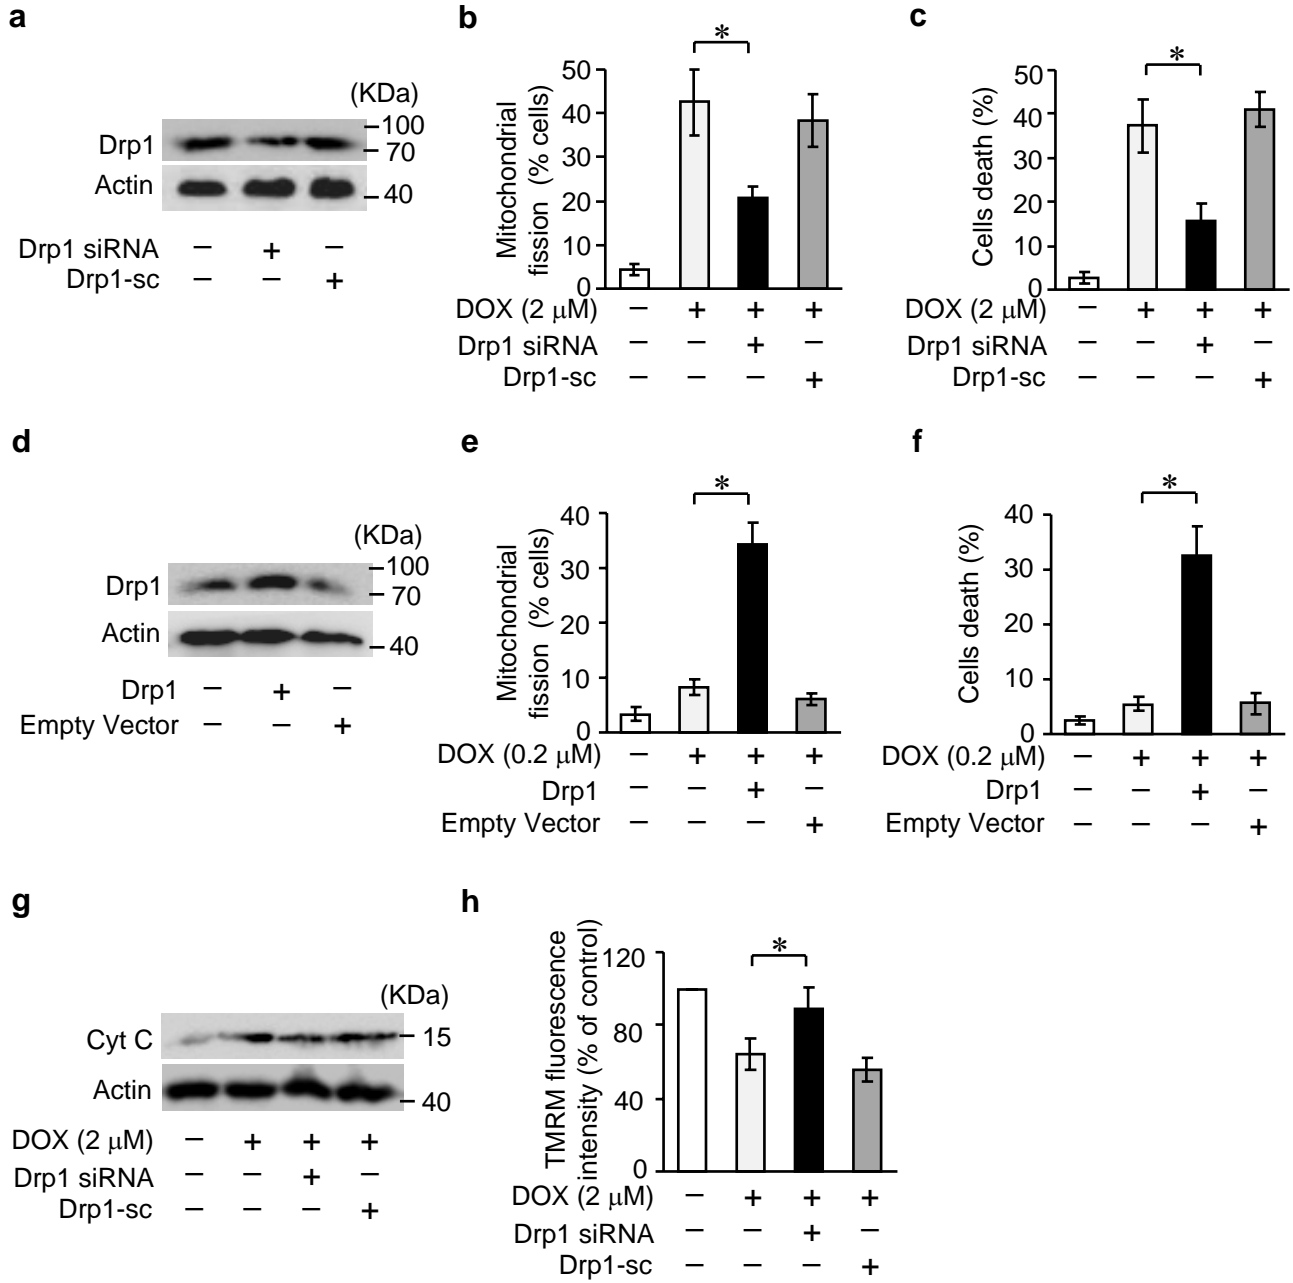 a
(KDa)
Drp1
100
70
Actin
40
Drp1 siRNA − + −
Drp1-sc − − +
b
*
Mitochondrial
fission (% cells)
50
40
30
20
10
0
DOX (2 μM) − + + +
Drp1 siRNA − − + −
Drp1-sc − − − +
c
*
Cells death (%)
50
40
30
20
10
0
DOX (2 μM) − + + +
Drp1 siRNA − − + −
Drp1-sc − − − +
d
(KDa)
Drp1
100
70
Actin
40
Drp1 − + −
Empty Vector − − +
e
*
Mitochondrial
fission (% cells)
40
30
20
10
0
DOX (0.2 μM) − + + +
Drp1 − − + −
Empty Vector − − − +
f
*
Cells death (%)
40
30
20
10
0
DOX (0.2 μM) − + + +
Drp1 − − + −
Empty Vector − − − +
g
(KDa)
Cyt C
15
Actin
40
DOX (2 μM) − + + +
Drp1 siRNA − − + −
Drp1-sc − − − +
h
*
TMRM fluorescence
intensity (% of control)
120
80
40
0
DOX (2 μM) − + + +
Drp1 siRNA − − + −
Drp1-sc − − − +